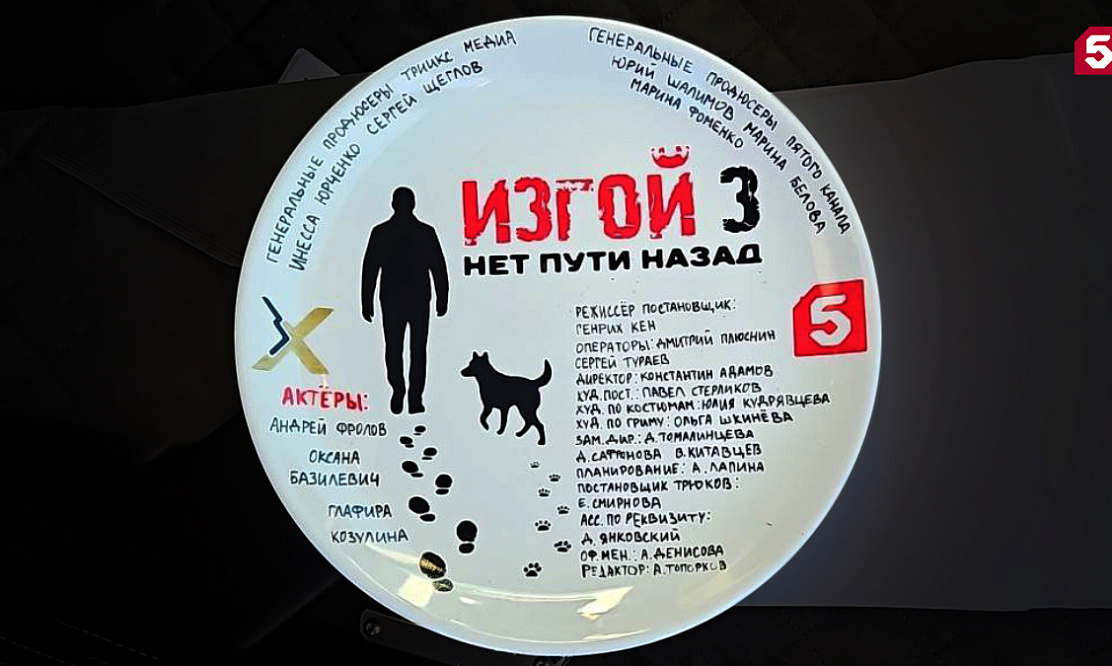 ГЕНЕРАЛЬНЫЕ ПРОДЮСЕРЫ ТРИИКС МЕДИА
ИНЕССА ЮРЧЕНКО СЕРГЕЙ ЩЕГЛОВ
ГЕНЕРАЛЬНЫЕ ПРОДЮСЕРЫ ПЯТОГО КАНАЛА
ЮРИЙ ШАЛИМОВ МАРИНА БЕЛОВА
МАРИНА ФОМЕНКО
5
ИЗГОЙ 3
НЕТ ПУТИ НАЗАД
X
5
АКТЁРЫ:
АНДРЕЙ ФРОЛОВ
ОКСАНА
БАЗИЛЕВИЧ
ГЛАФИРА
КОЗУЛИНА
РЕЖИССЁР ПОСТАНОВЩИК:
ГЕНРИХ КЕН
ОПЕРАТОРЫ: ДМИТРИЙ ПЛЮСНИН
СЕРГЕЙ ТУРАЕВ
ДИРЕКТОР: КОНСТАНТИН АДАМОВ
ХУД. ПОСТ.: ПАВЕЛ СТЕРЛИКОВ
ХУД. ПО КОСТЮМАМ: ЮЛИЯ КУДРЯВЦЕВА
ХУД. ПО ГРИМУ: ОЛЬГА ШКИНЁВА
ЗАМ. ДИР.: Д. ТОМАЛИНЦЕВА
Д. САФРОНОВА В. КИТАВЦЕВ
ПЛАНИРОВАНИЕ: А. ЛАПИНА
ПОСТАНОВЩИК ТРЮКОВ:
Е. СМИРНОВА
АСС. ПО РЕКВИЗИТУ:
Д. ЯНКОВСКИЙ
ОФ. МЕН.: А. ДЕНИСОВА
РЕДАКТОР: А. ТОПОРКОВ